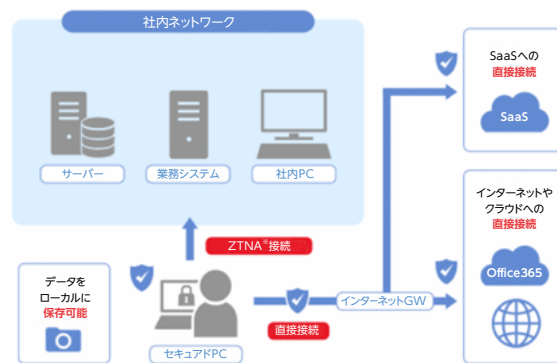 社内ネットワーク
サーバー
業務システム
社内PC
SaaSへの
直接接続
SaaS
ZTNA※接続
データを
ローカルに
保存可能
セキュアドPC
直接接続
インターネットGW
インターネットや
クラウドへの
直接接続
Office365